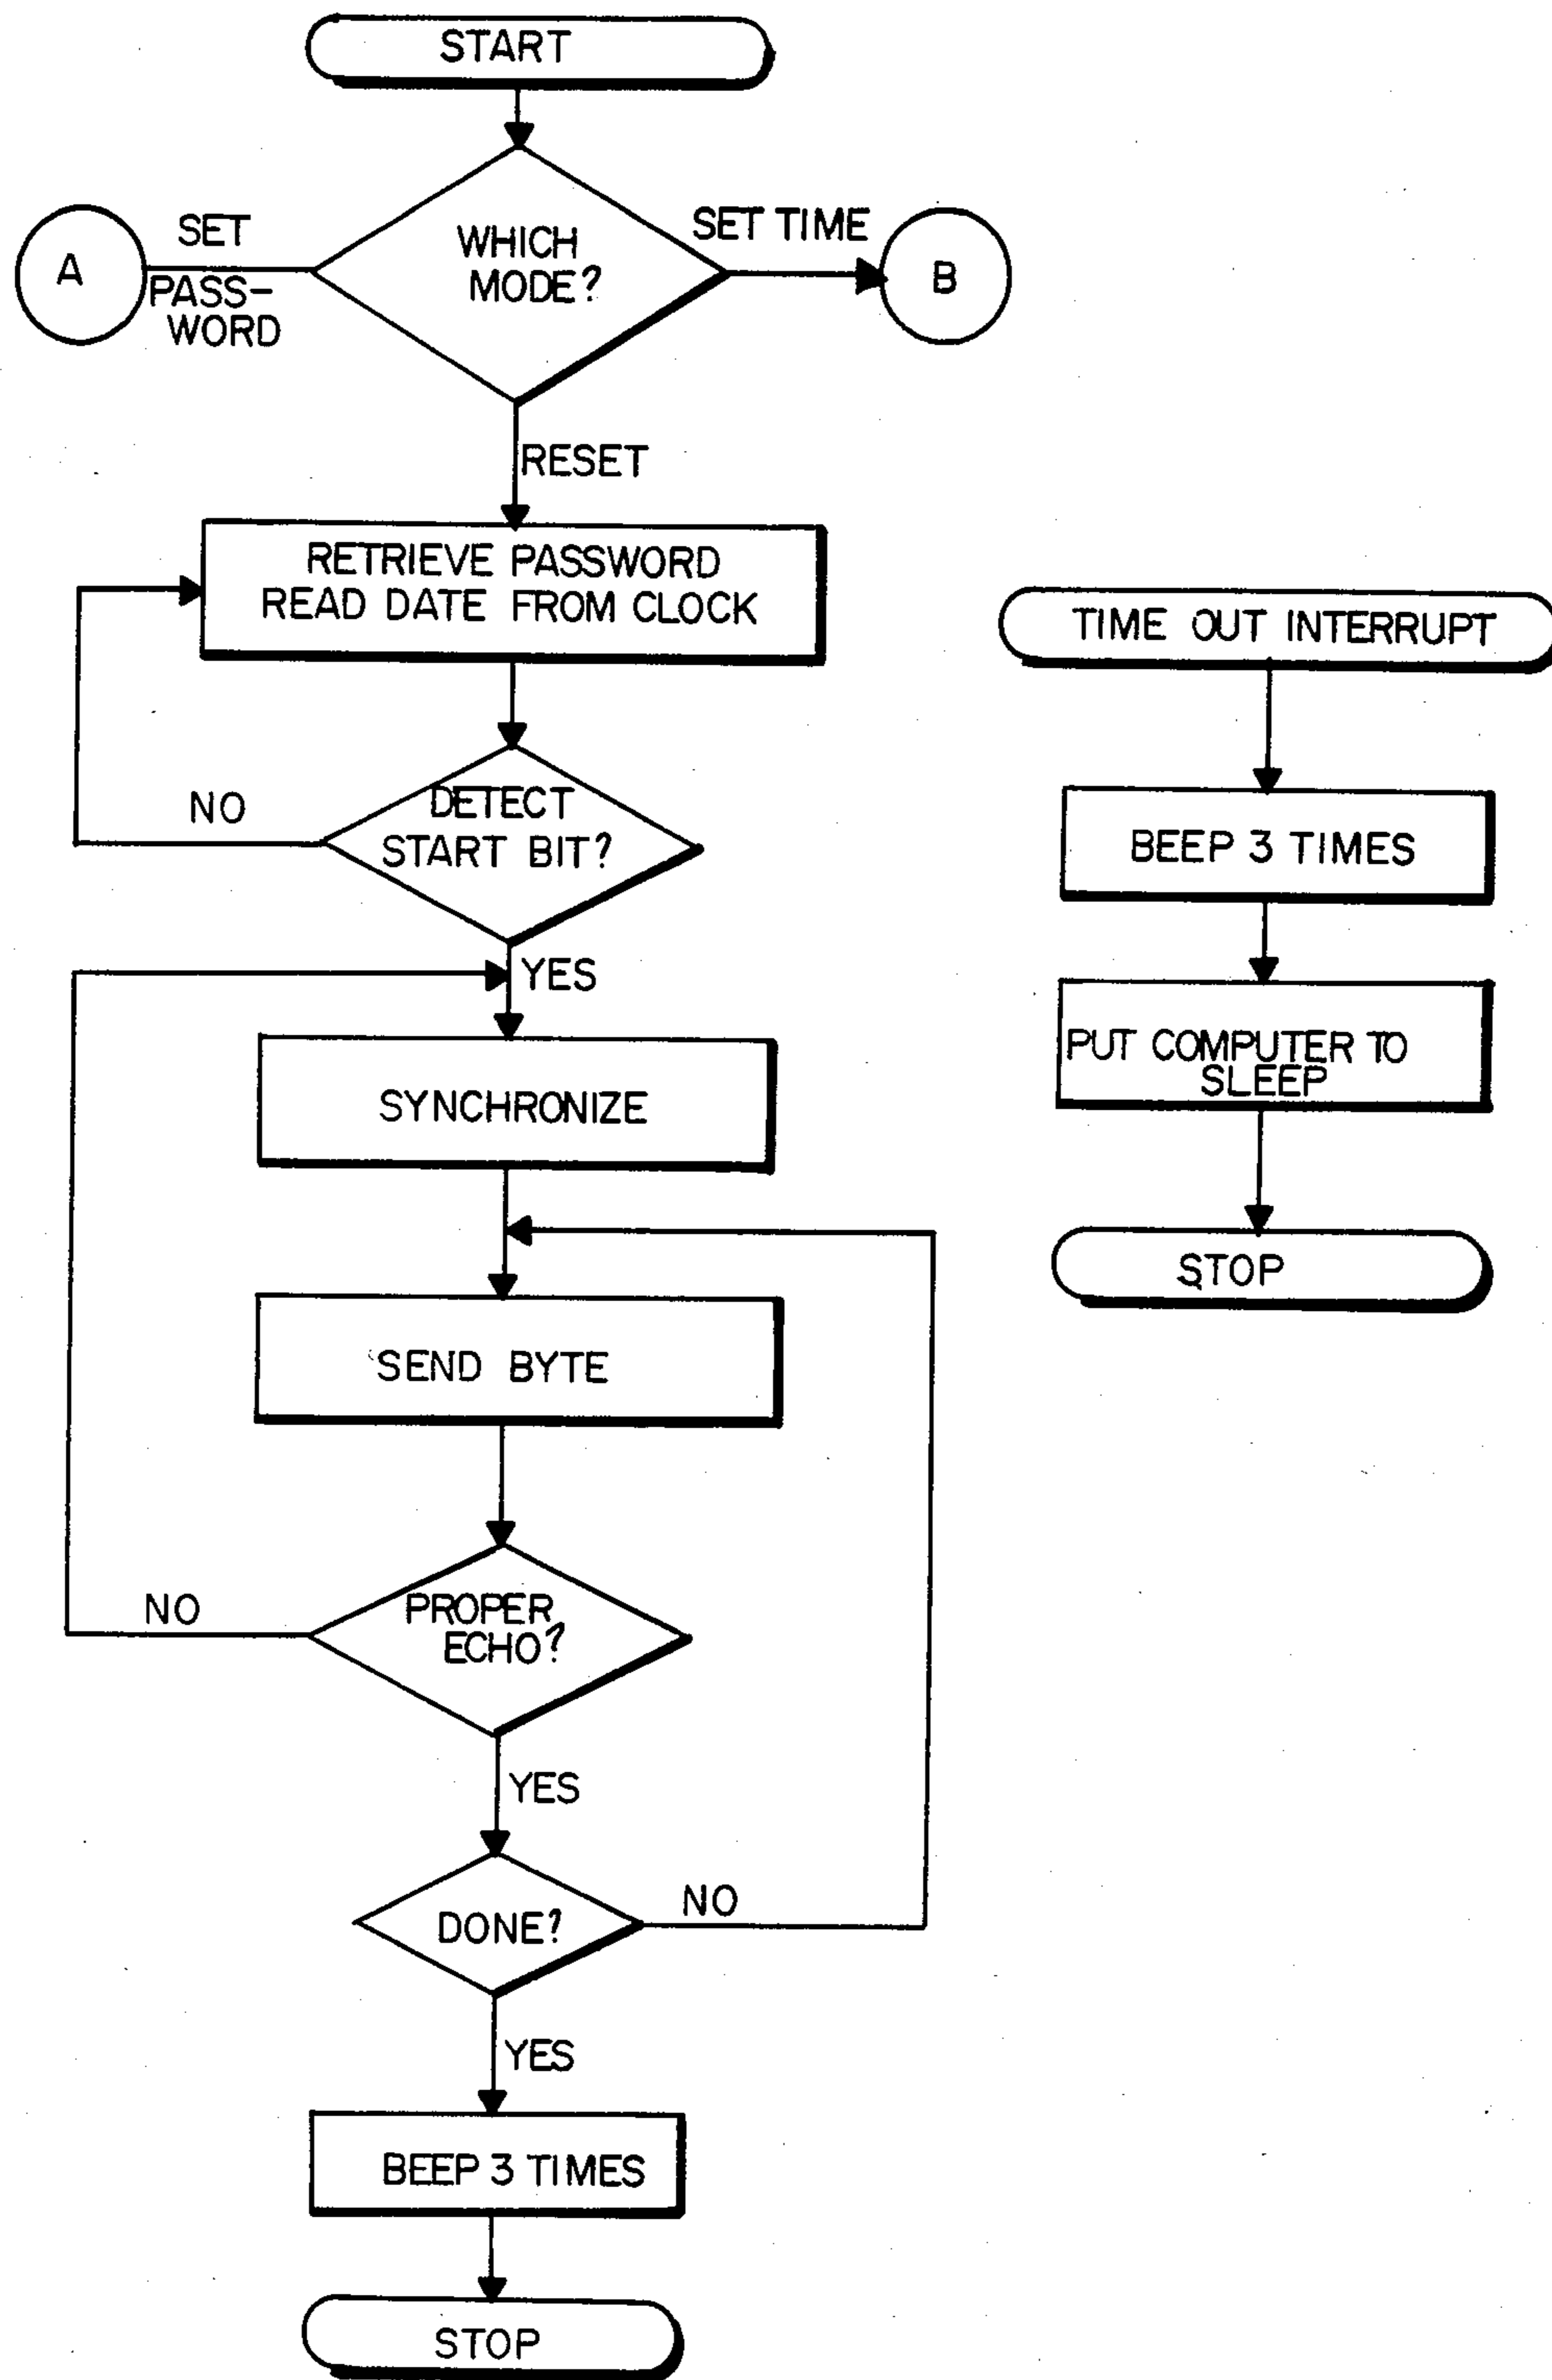 START
SET
PASS-
WORD
A
WHICH
MODE?
SET TIME
B
RESET
RETRIEVE PASSWORD
READ DATE FROM CLOCK
NO
DETECT
START BIT?
YES
SYNCHRONIZE
SEND BYTE
NO
PROPER
ECHO?
YES
DONE?
NO
YES
BEEP 3 TIMES
STOP
TIME OUT INTERRUPT
BEEP 3 TIMES
PUT COMPUTER TO
SLEEP
STOP